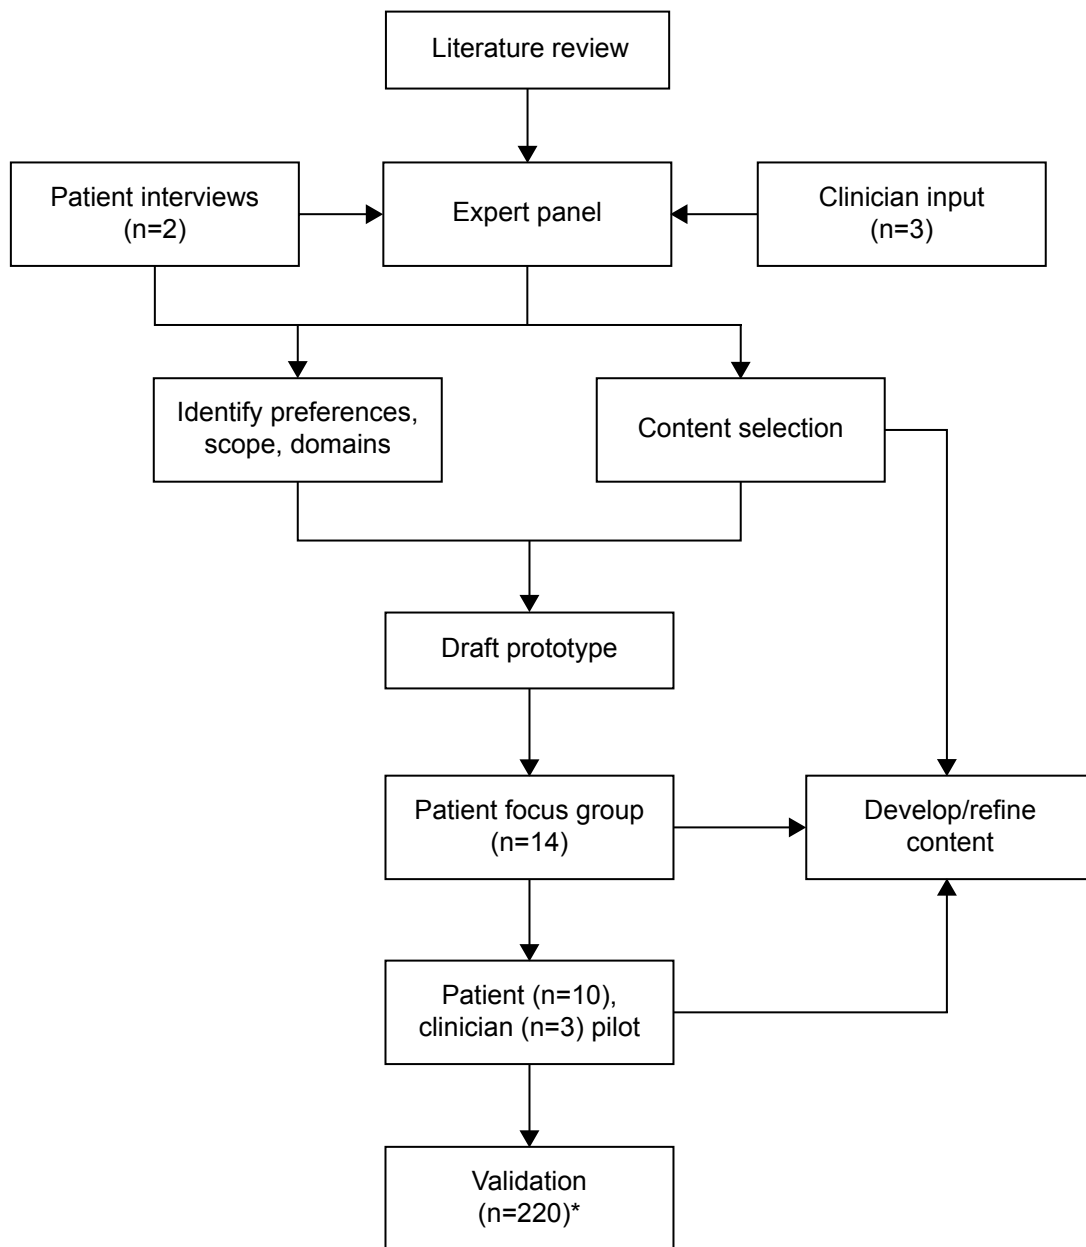 Literature review
Patient interviews
(n=2)
Expert panel
Clinician input
(n=3)
Identify preferences,
scope, domains
Content selection
Draft prototype
Patient focus group
(n=14)
Develop/refine
content
Patient (n=10),
clinician (n=3) pilot
Validation
(n=220)*